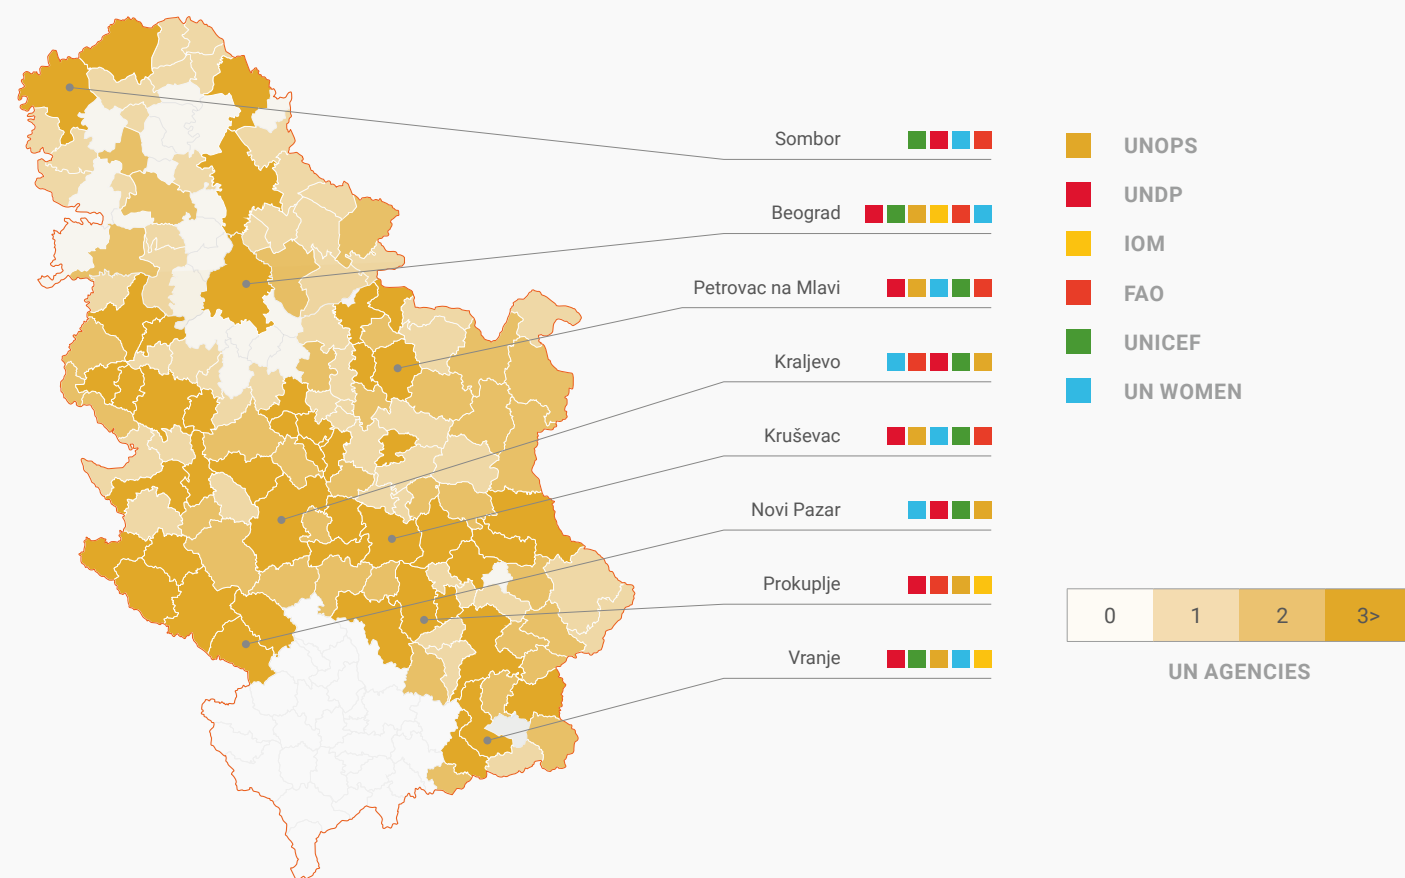 Sombor
Beograd
Petrovac na Mlavi
Kraljevo
Kruševac
Novi Pazar
Prokuplje
Vranje
UNOPS
UNDP
IOM
FAO
UNICEF
UN WOMEN
0 1 2 3>
UN AGENCIES